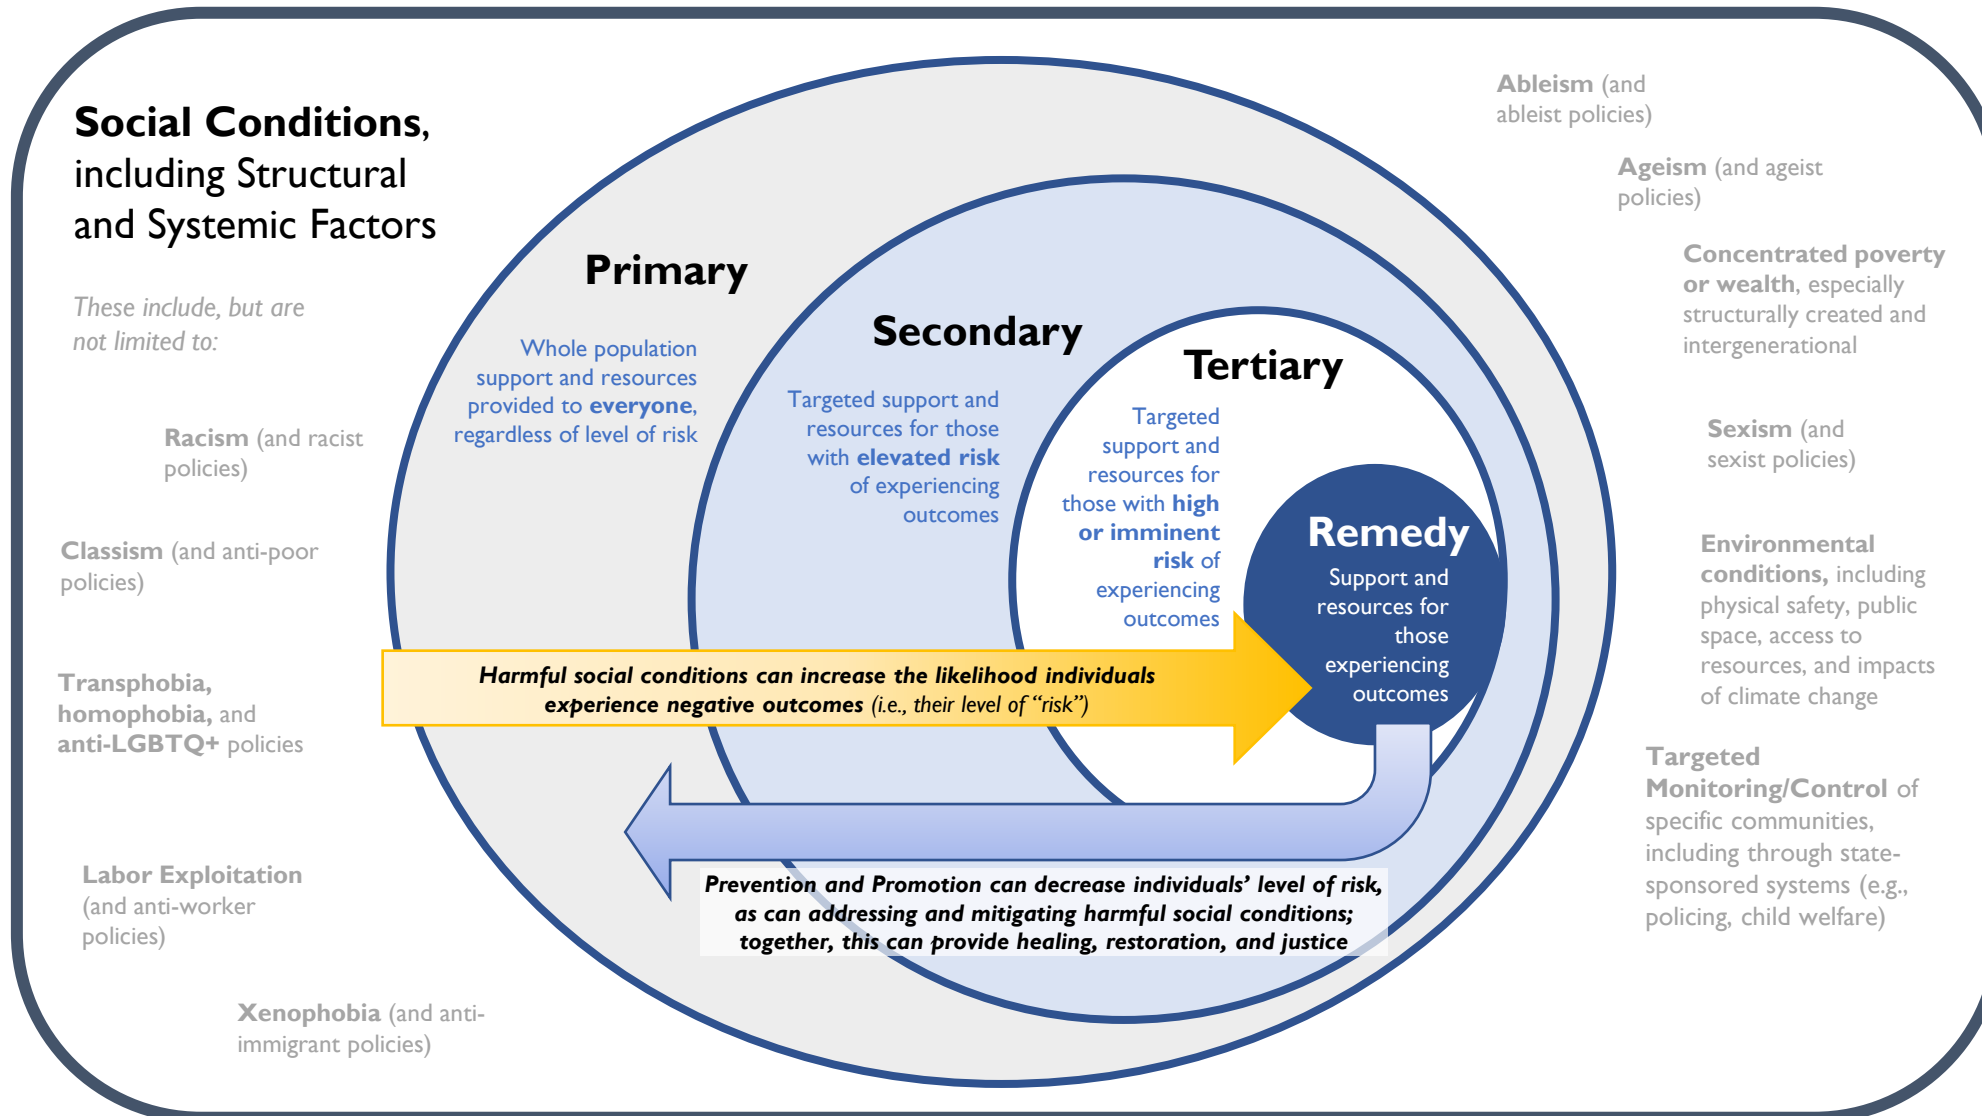 Social Conditions,
including Structural
and Systemic Factors
These include, but are
not limited to:
Racism (and racist
policies)
Classism (and anti-poor
policies)
Transphobia,
homophobia, and
anti-LGBTQ+ policies
Labor Exploitation
(and anti-worker
policies)
Xenophobia (and anti-
immigrant policies)
Primary
Whole population
support and resources
provided to everyone,
regardless of level of risk
Secondary
Targeted support and
resources for those
with elevated risk
of experiencing
outcomes
Tertiary
Targeted
support and
resources for
those with high
or imminent
risk of
experiencing
outcomes
Remedy
Support and
resources for
those
experiencing
outcomes
Harmful social conditions can increase the likelihood individuals
experience negative outcomes (i.e., their level of “risk”)
Prevention and Promotion can decrease individuals’ level of risk,
as can addressing and mitigating harmful social conditions;
together, this can provide healing, restoration, and justice
Ableism (and
ableist policies)
Ageism (and ageist
policies)
Concentrated poverty
or wealth, especially
structurally created and
intergenerational
Sexism (and
sexist policies)
Environmental
conditions, including
physical safety, public
space, access to
resources, and impacts
of climate change
Targeted
Monitoring/Control of
specific communities,
including through state-
sponsored systems (e.g.,
policing, child welfare)